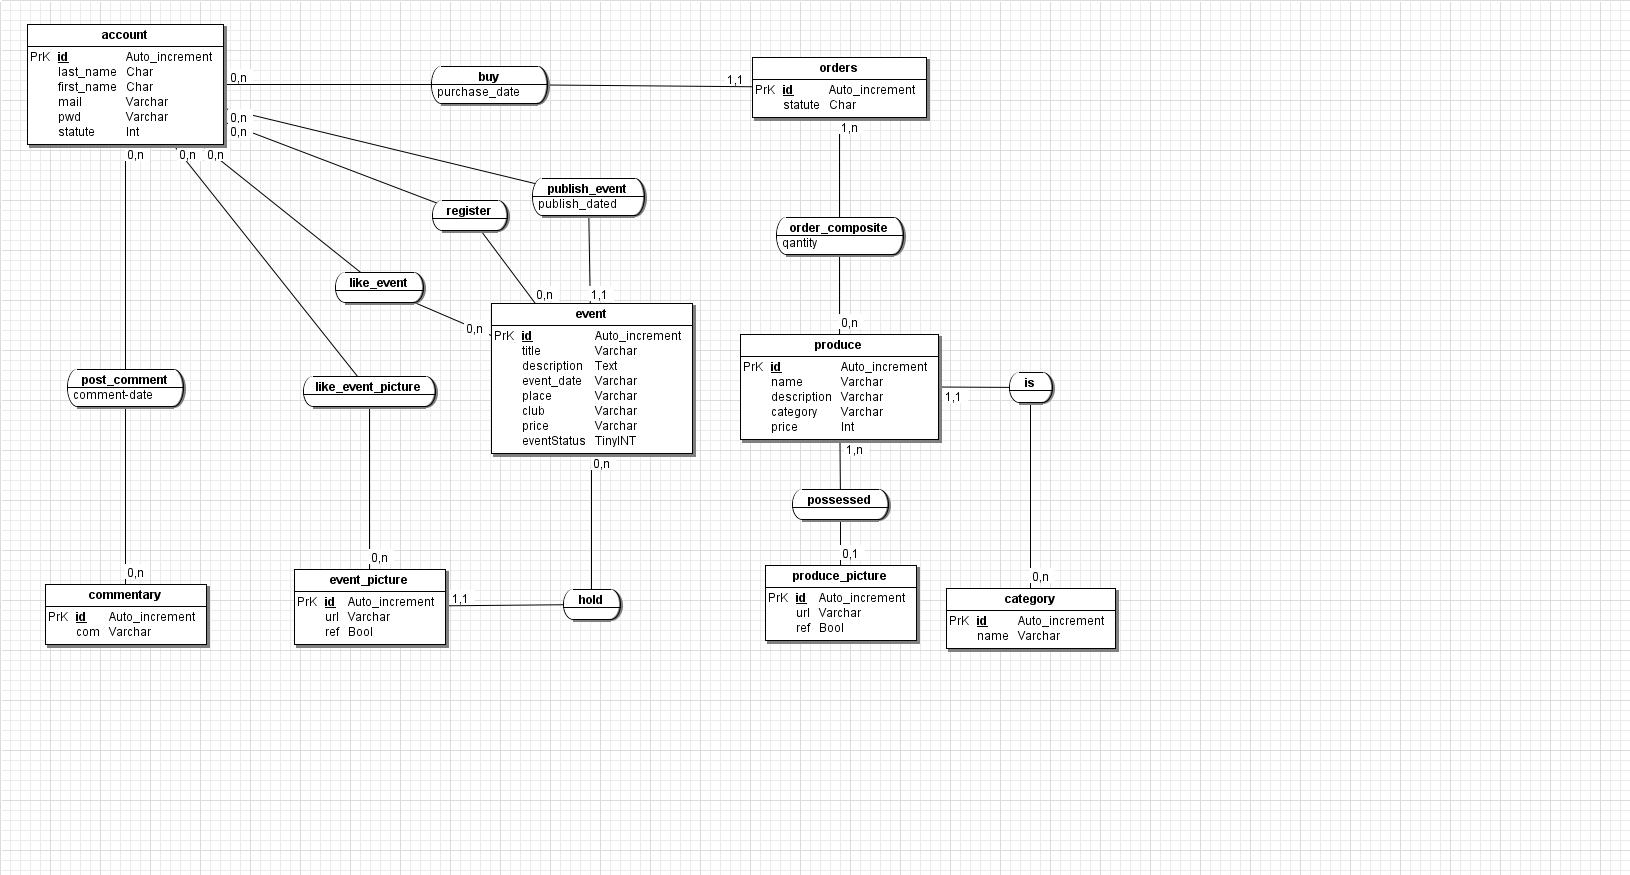 account
PrK id Auto_increment
last_name Char
first_name Char
mail Varchar
pwd Varchar
statute Int
0,n
buy
purchase_date
1,1
orders
PrK id Auto_increment
statute Char
0,n
0,n
0,n
0,n
0,n
1,n
publish_event
publish_dated
register
order_composite
qantity
like_event
0,n
1,1
0,n
0,n
event
PrK id Auto_increment
title Varchar
description Text
event_date Varchar
place Varchar
club Varchar
price Varchar
eventStatus TinyINT
0,n
produce
PrK id Auto_increment
name Varchar
description Varchar
category Varchar
price Int
1,1
is
post_comment
comment-date
like_event_picture
1,n
0,n
possessed
0,n
0,n
0,1
0,n
commentary
PrK id Auto_increment
com Varchar
event_picture
PrK id Auto_increment
url Varchar
ref Bool
1,1
hold
produce_picture
PrK id Auto_increment
url Varchar
ref Bool
category
PrK id Auto_increment
name Varchar